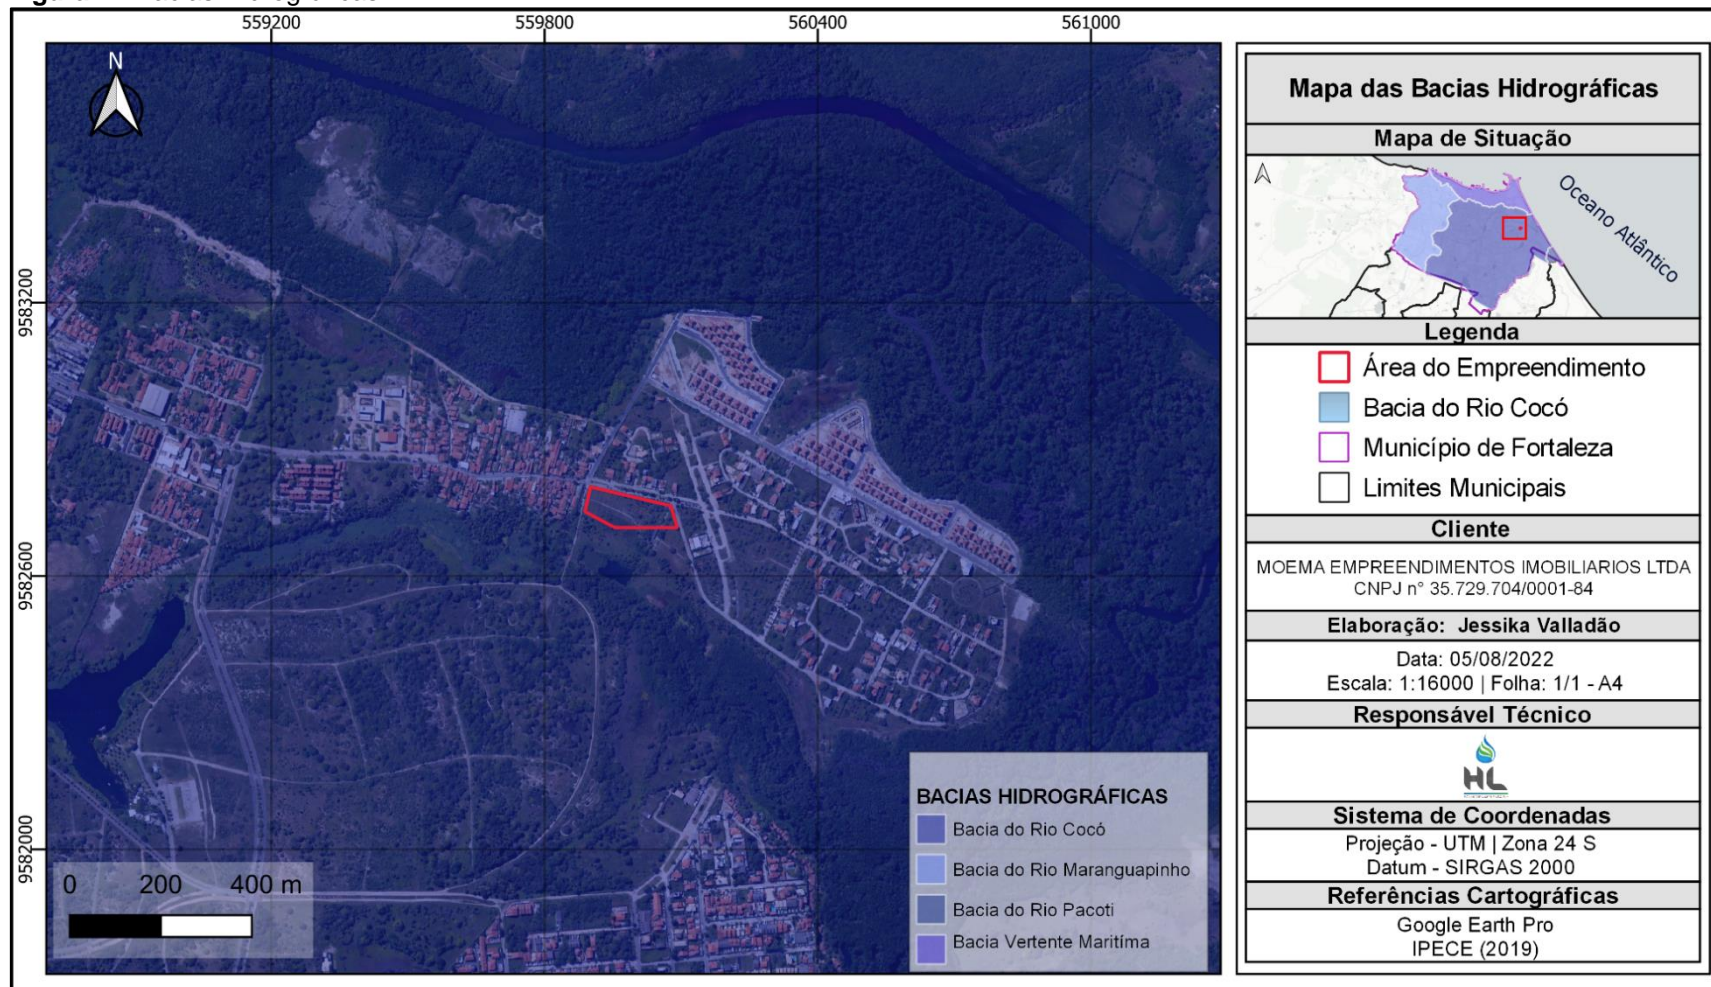 559200
559800
560400
561000
9583200
9582600
9582000
N
0 200 400 m
BACIAS HIDROGRÁFICAS
Bacia do Rio Cocó
Bacia do Rio Maranguapinho
Bacia do Rio Pacoti
Bacia Vertente Maritíma
Mapa das Bacias Hidrográficas
Mapa de Situação
Oceano Atlântico
Legenda
Área do Empreendimento
Bacia do Rio Cocó
Município de Fortaleza
Limites Municipais
Cliente
MOEMA EMPREENDIMENTOS IMOBILIARIOS LTDA
CNPJ n° 35.729.704/0001-84
Elaboração: Jessika Valladão
Data: 05/08/2022
Escala: 1:16000 | Folha: 1/1 - A4
Responsável Técnico
HL
Sistema de Coordenadas
Projeção - UTM | Zona 24 S
Datum - SIRGAS 2000
Referências Cartográficas
Google Earth Pro
IPECE (2019)